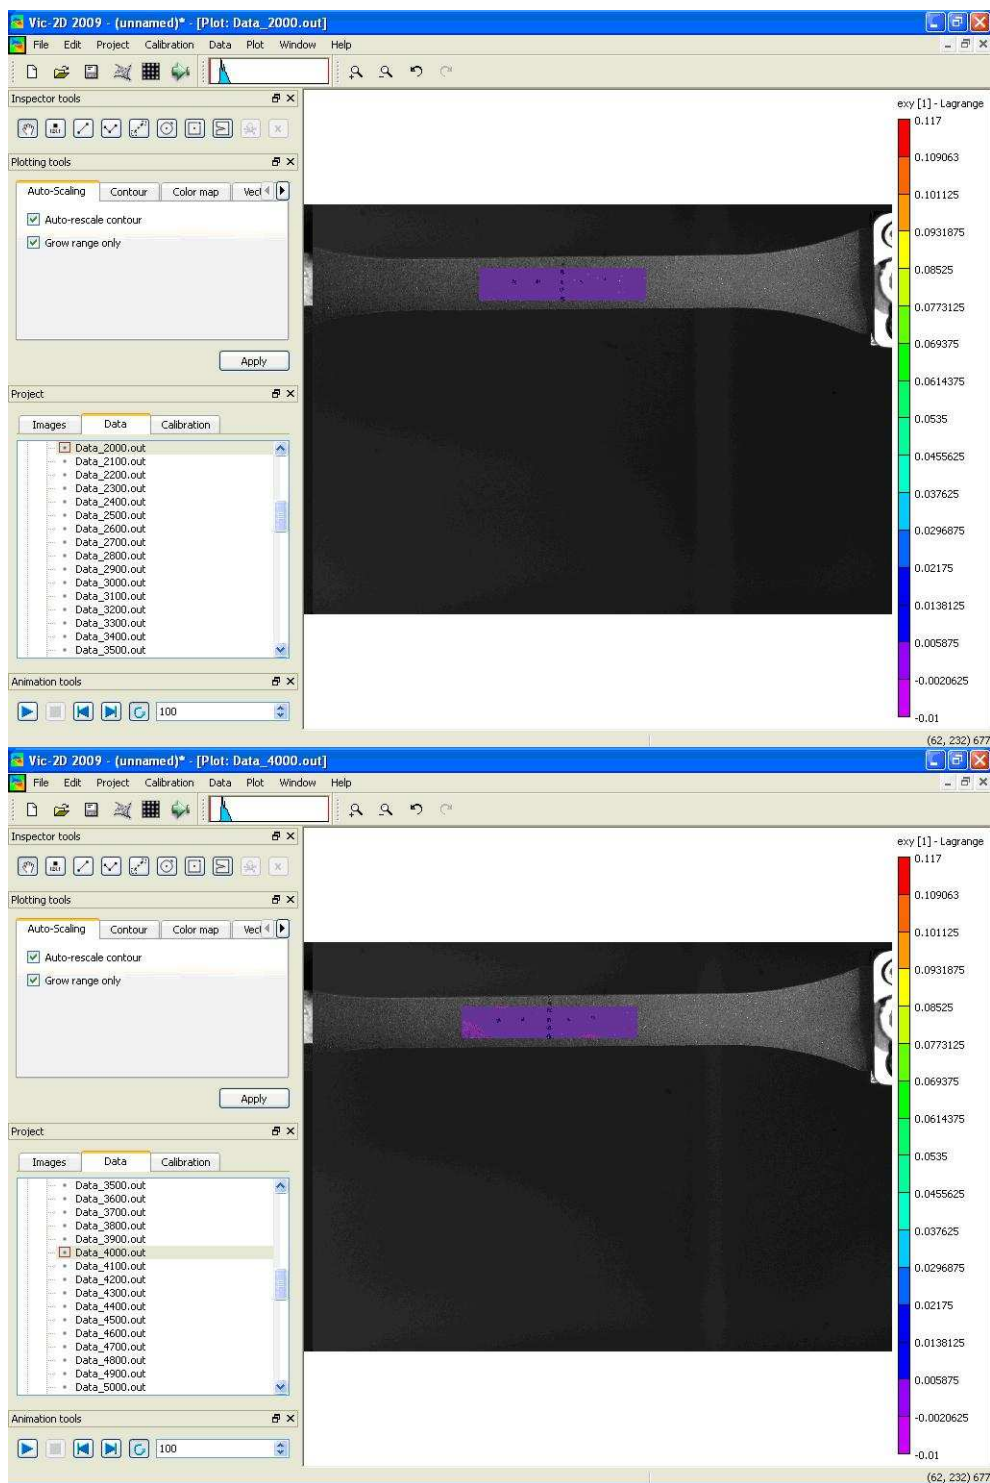 Vic-2D 2009 - (unnamed)* - [Plot: Data_2000.out]
File Edit Project Calibration Data Plot Window Help
Inspector tools
Plotting tools
Auto-Scaling Contour Color map Vect
Auto-rescale contour
Grow range only
Apply
Project
Images Data Calibration
Data_2000.out
Data_2100.out
Data_2200.out
Data_2300.out
Data_2400.out
Data_2500.out
Data_2600.out
Data_2700.out
Data_2800.out
Data_2900.out
Data_3000.out
Data_3100.out
Data_3200.out
Data_3300.out
Data_3400.out
Data_3500.out
Animation tools
100
exy [1] - Lagrange
0.117
0.109063
0.101125
0.0931875
0.08525
0.0773125
0.069375
0.0614375
0.0535
0.0455625
0.037625
0.0296875
0.02175
0.0138125
0.005875
-0.0020625
-0.01
(62, 232) 677
Vic-2D 2009 - (unnamed)* - [Plot: Data_4000.out]
File Edit Project Calibration Data Plot Window Help
Inspector tools
Plotting tools
Auto-Scaling Contour Color map Vect
Auto-rescale contour
Grow range only
Apply
Project
Images Data Calibration
Data_3500.out
Data_3600.out
Data_3700.out
Data_3800.out
Data_3900.out
Data_4000.out
Data_4100.out
Data_4200.out
Data_4300.out
Data_4400.out
Data_4500.out
Data_4600.out
Data_4700.out
Data_4800.out
Data_4900.out
Data_5000.out
Animation tools
100
exy [1] - Lagrange
0.117
0.109063
0.101125
0.0931875
0.08525
0.0773125
0.069375
0.0614375
0.0535
0.0455625
0.037625
0.0296875
0.02175
0.0138125
0.005875
-0.0020625
-0.01
(62, 232) 677